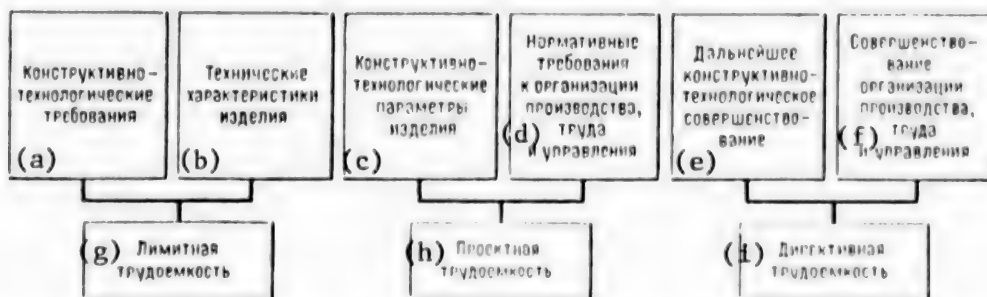 Конструктивно-
технологические
требования
(a)
Технические
характеристики
изделия
(b)
Конструктивно-
технологические
параметры
изделия
(c)
Нормативные
требования
к организации
производства,
труда
и управления
(d)
Дальнейшее
конструктивно-
технологическое
совершенство-
вание
(e)
Совершенство-
вание
организации
производства,
труда
и управления
(f)
(g) Лимитная
трудоемкость
(h) Проектная
трудоемкость
(i) Директивная
трудоемкость